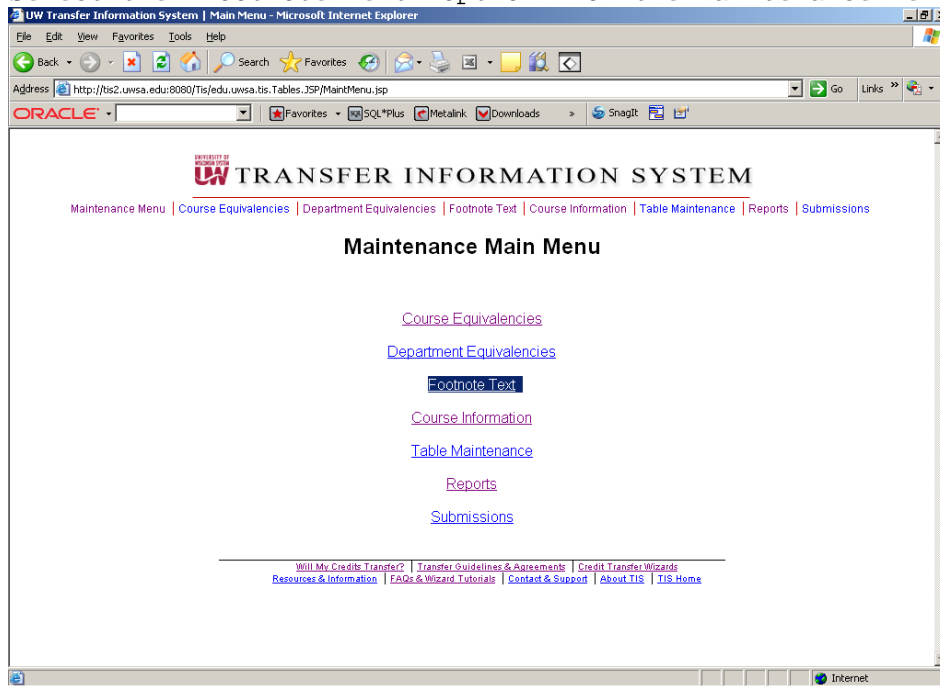 UW Transfer Information System | Main Menu - Microsoft Internet Explorer
File Edit View Favorites Tools Help
Back Search Favorites
Address http://tis2.uwsa.edu:8080/Tis/edu.uwsa.tis.Tables.JSP/MaintMenu.jsp Go Links »
ORACLE Favorites SQL*Plus Metalink Downloads » SnagIt
UNIVERSITY OF WISCONSIN SYSTEM
UW TRANSFER INFORMATION SYSTEM
Maintenance Menu | Course Equivalencies | Department Equivalencies | Footnote Text | Course Information | Table Maintenance | Reports | Submissions
Maintenance Main Menu
Course Equivalencies
Department Equivalencies
Footnote Text
Course Information
Table Maintenance
Reports
Submissions
Will My Credits Transfer? | Transfer Guidelines & Agreements | Credit Transfer Wizards
Resources & Information | FAQs & Wizard Tutorials | Contact & Support | About TIS | TIS Home
Internet